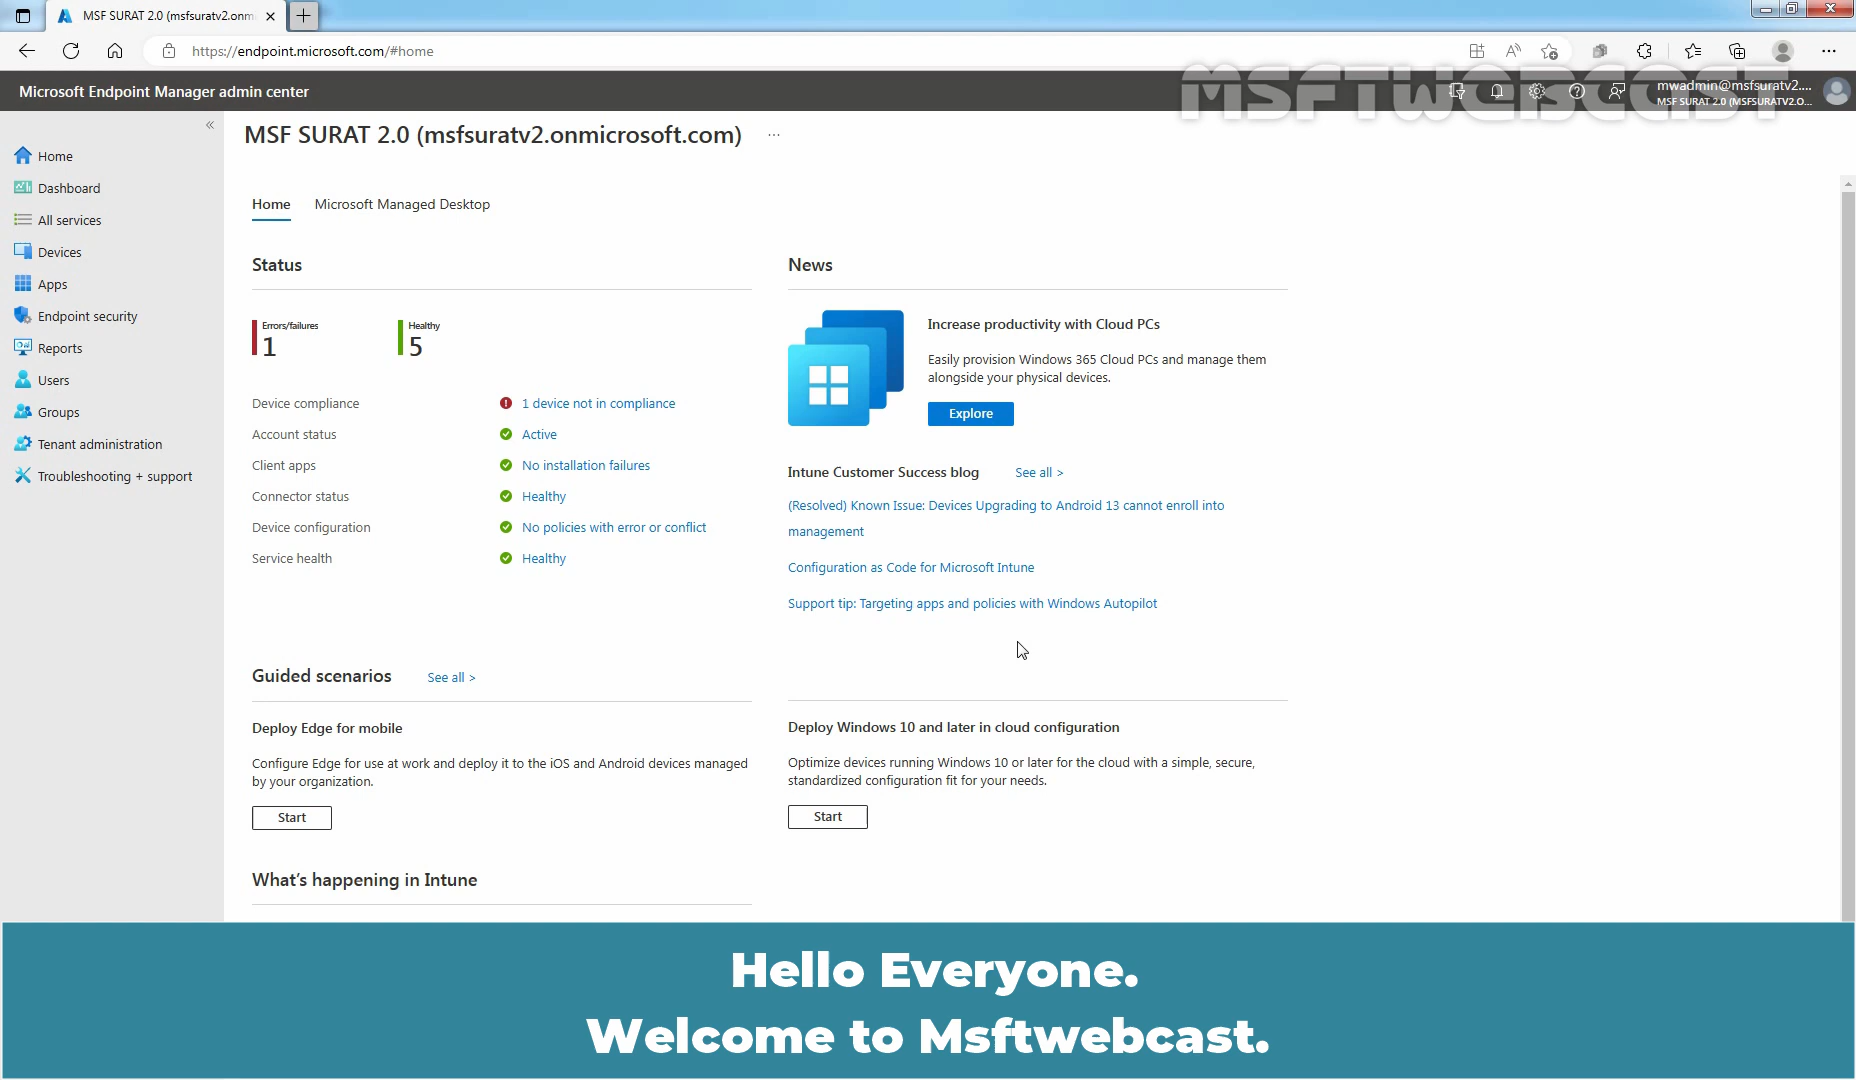 MSF SURAT 2.0 (msfsuratv2.onm
https://endpoint.microsoft.com/#home
MSFTWEBCAST
Microsoft Endpoint Manager admin center
mwadmin@msfsuratv2....
MSF SURAT 2.0 (MSFSURATV2.O...
«
MSF SURAT 2.0 (msfsuratv2.onmicrosoft.com)
...
Home
Dashboard
All services
Devices
Apps
Endpoint security
Reports
Users
Groups
Tenant administration
Troubleshooting + support
Home
Microsoft Managed Desktop
Status
Errors/failures
1
Healthy
5
Device compliance
1 device not in compliance
Account status
Active
Client apps
No installation failures
Connector status
Healthy
Device configuration
No policies with error or conflict
Service health
Healthy
News
Increase productivity with Cloud PCs
Easily provision Windows 365 Cloud PCs and manage them
alongside your physical devices.
Explore
Intune Customer Success blog
See all >
(Resolved) Known Issue: Devices Upgrading to Android 13 cannot enroll into
management
Configuration as Code for Microsoft Intune
Support tip: Targeting apps and policies with Windows Autopilot
Guided scenarios
See all >
Deploy Edge for mobile
Configure Edge for use at work and deploy it to the iOS and Android devices managed
by your organization.
Start
Deploy Windows 10 and later in cloud configuration
Optimize devices running Windows 10 or later for the cloud with a simple, secure,
standardized configuration fit for your needs.
Start
What's happening in Intune
Hello Everyone.
Welcome to Msftwebcast.